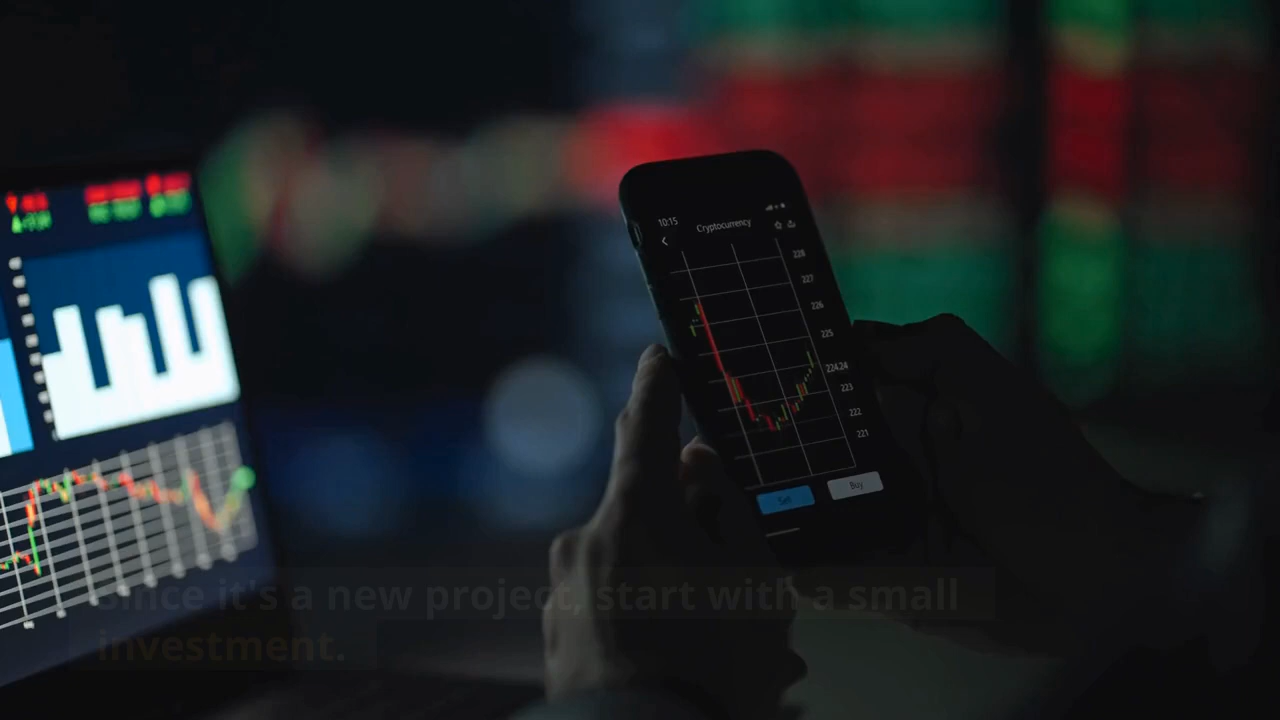 10:15
Cryptocurrency
228
227
226
225
224.24
223
222
221
Sell
Buy
Since it's a new project, start with a small
investment.